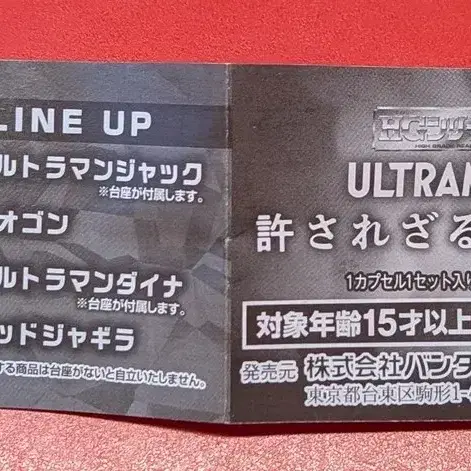 LINE UP
ルトラマンジャック
※台座が付属します。
オゴン
ルトラマンダイナ
※台座が付属します。
ッドジャギラ
する商品は台座がないと自立いたしません。
HGシリ
HIGH GRADE REAL
ULTRAM
許されざる
1カプセル1セット入り
対象年齢15才以上
発売元 株式会社バンダ
東京都台東区駒形1-4